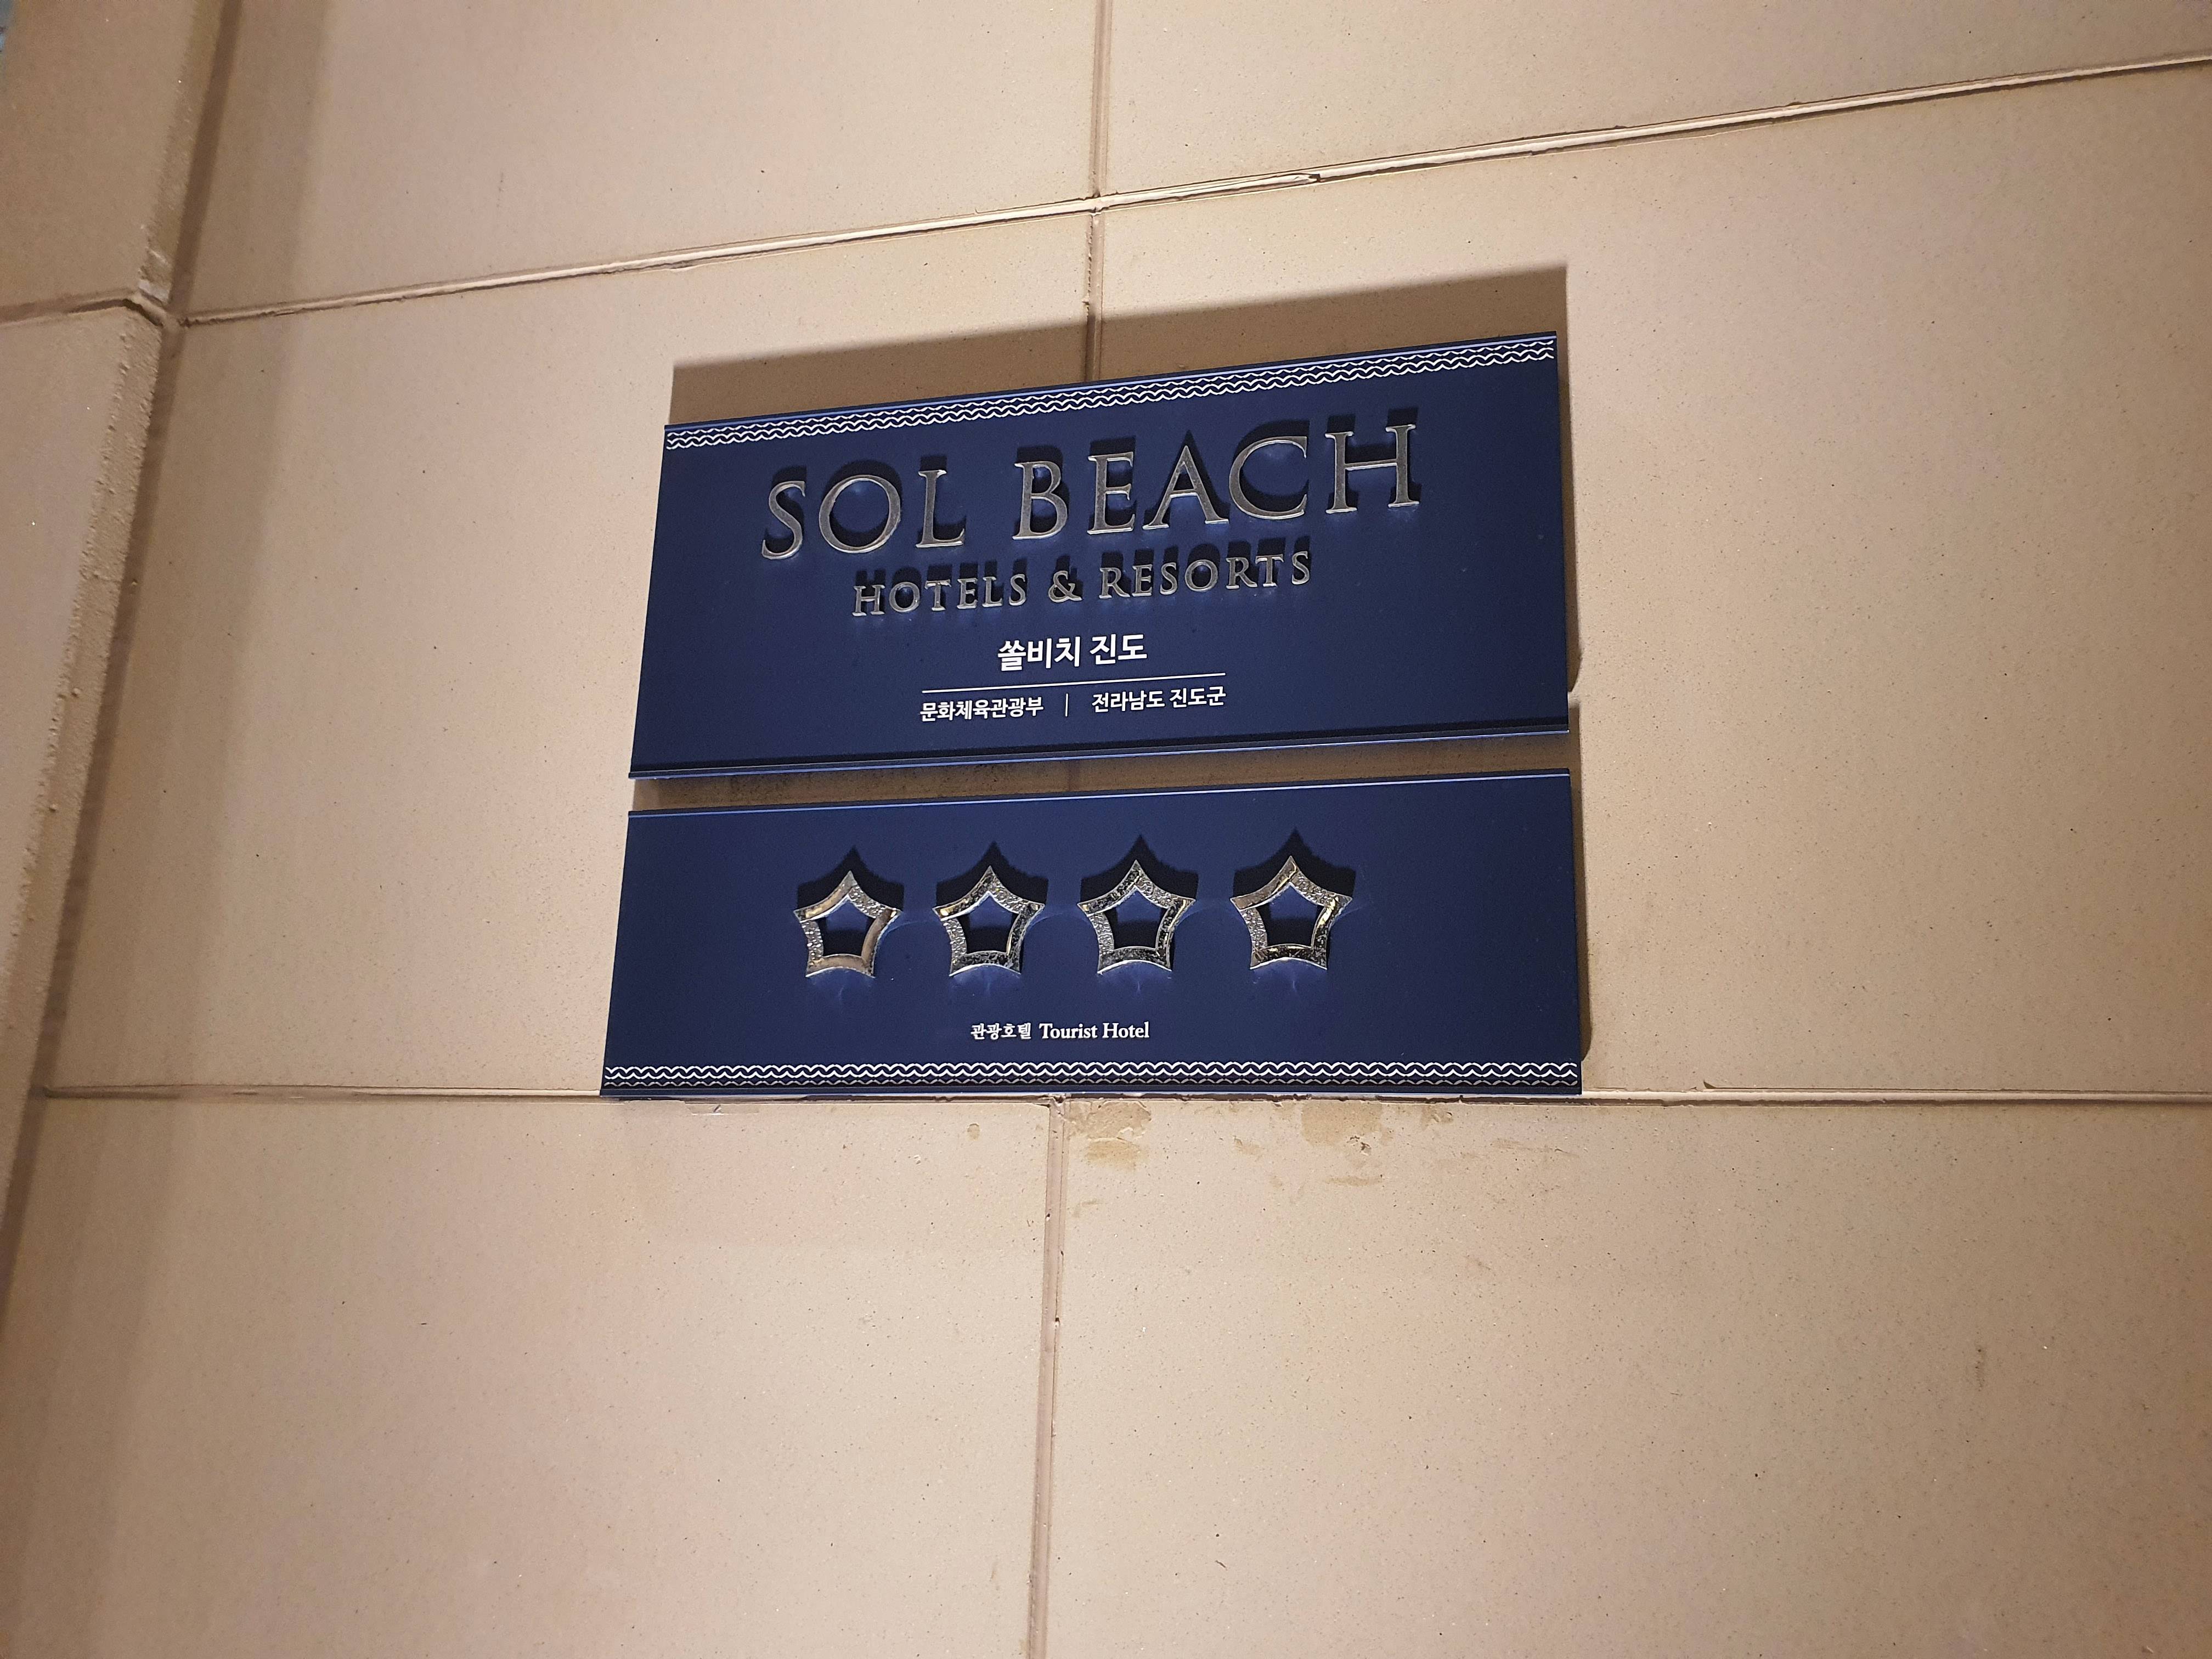 SOL BEACH
HOTELS & RESORTS
쏠비치 진도
문화체육관광부 | 전라남도 진도군
관광호텔 Tourist Hotel